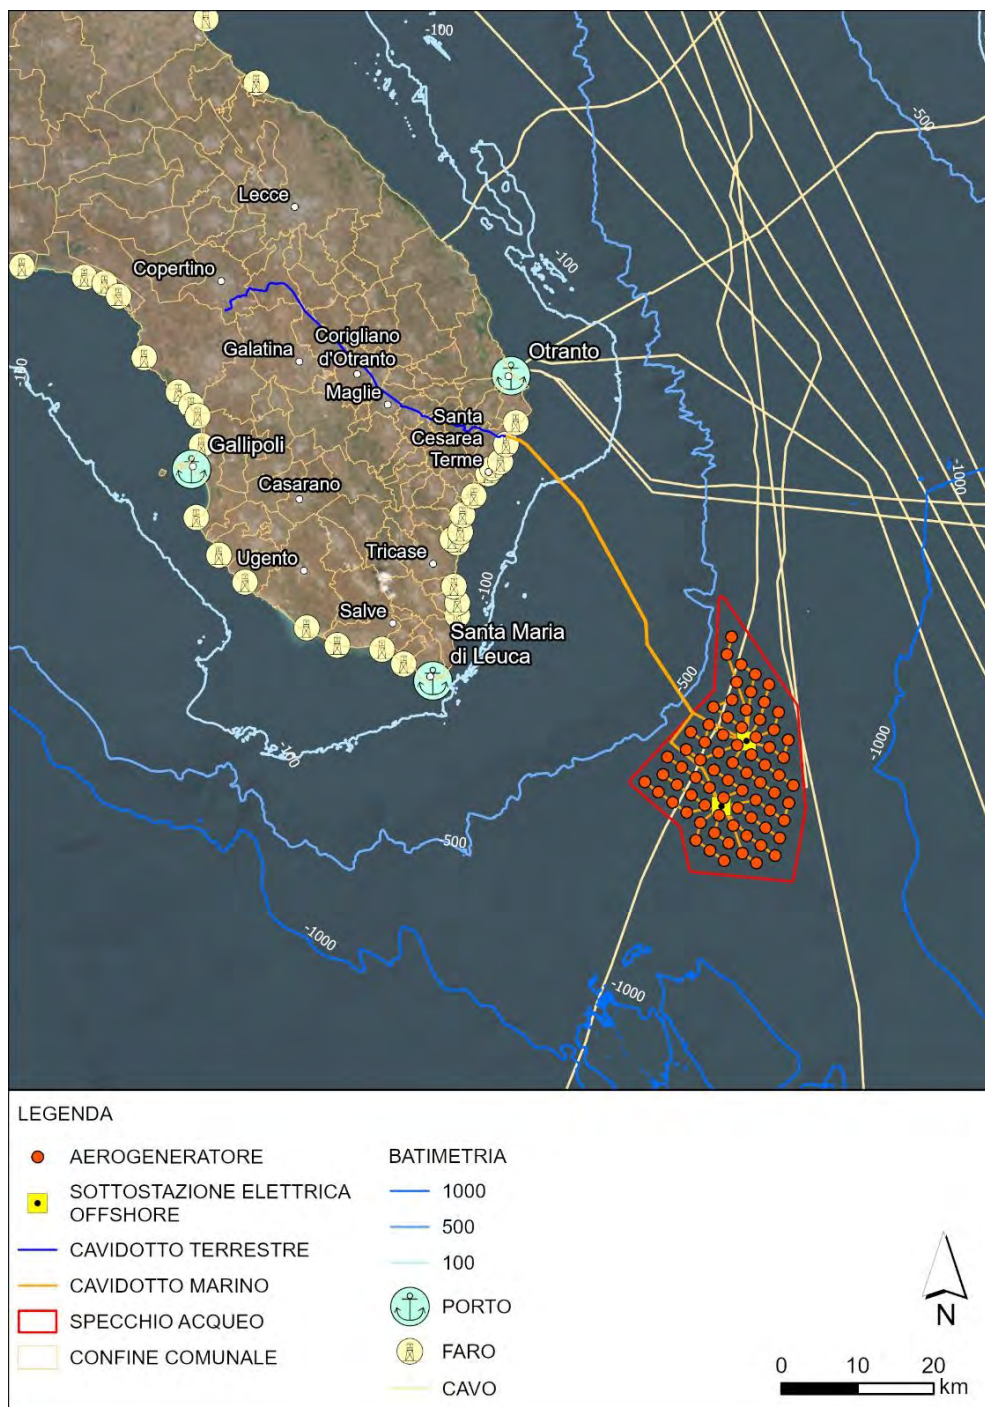 -100
-500
Lecce
-100
Copertino
Corigliano
d'Otranto
Galatina
Otranto
-100
Maglie
Santa
Cesarea
Terme
Gallipoli
-1000
Casarano
Tricase
Ugento
-100
Salve
Santa Maria
di Leuca
-500
-1000
-100
-500
-1000
-1000
LEGENDA
AEROGENERATORE
SOTTOSTAZIONE ELETTRICA
OFFSHORE
CAVIDOTTO TERRESTRE
CAVIDOTTO MARINO
SPECCHIO ACQUEO
CONFINE COMUNALE
BATIMETRIA
1000
500
100
PORTO
FARO
CAVO
N
0 10 20
km